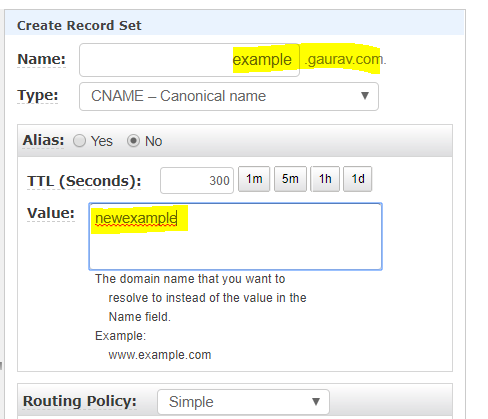 Create Record Set
Name: example .gaurav.com.
Type: CNAME – Canonical name
Alias: Yes No
TTL (Seconds): 300 1m 5m 1h 1d
Value: newexample
The domain name that you want to
resolve to instead of the value in the
Name field.
Example:
www.example.com
Routing Policy: Simple